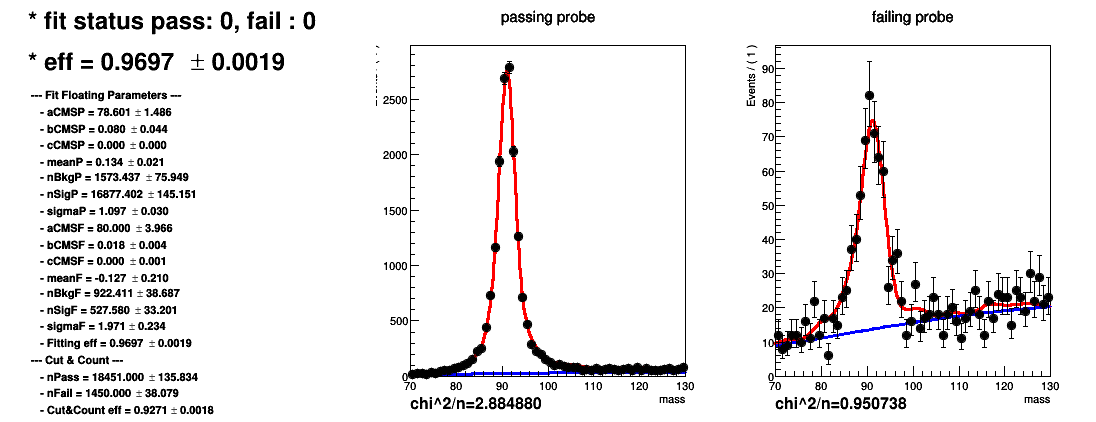 * fit status pass: 0, fail : 0
* eff = 0.9697 ± 0.0019
--- Fit Floating Parameters ---
- aCMSP = 78.601 ± 1.486
- bCMSP = 0.080 ± 0.044
- cCMSP = 0.000 ± 0.000
- meanP = 0.134 ± 0.021
- nBkgP = 1573.437 ± 75.949
- nSigP = 16877.402 ± 145.151
- sigmaP = 1.097 ± 0.030
- aCMSF = 80.000 ± 3.966
- bCMSF = 0.018 ± 0.004
- cCMSF = 0.000 ± 0.001
- meanF = -0.127 ± 0.210
- nBkgF = 922.411 ± 38.687
- nSigF = 527.580 ± 33.201
- sigmaF = 1.971 ± 0.234
- Fitting eff = 0.9697 ± 0.0019
--- Cut & Count ---
- nPass = 18451.000 ± 135.834
- nFail = 1450.000 ± 38.079
- Cut&Count eff = 0.9271 ± 0.0018
passing probe
2500
2000
1500
1000
500
0
70 80 90 100 110 120 130
mass
chi^2/n=2.884880
failing probe
Events / ( 1 )
90
80
70
60
50
40
30
20
10
0
70 80 90 100 110 120 130
mass
chi^2/n=0.950738